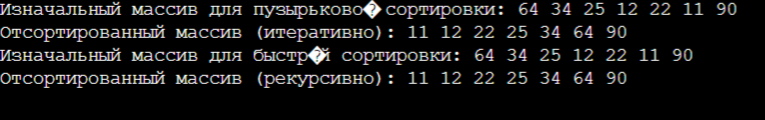 Изначальный массив для пузырьково� сортировки: 64 34 25 12 22 11 90
Отсортированный массив (итеративно): 11 12 22 25 34 64 90
Изначальный массив для быстр�й сортировки: 64 34 25 12 22 11 90
Отсортированный массив (рекурсивно): 11 12 22 25 34 64 90